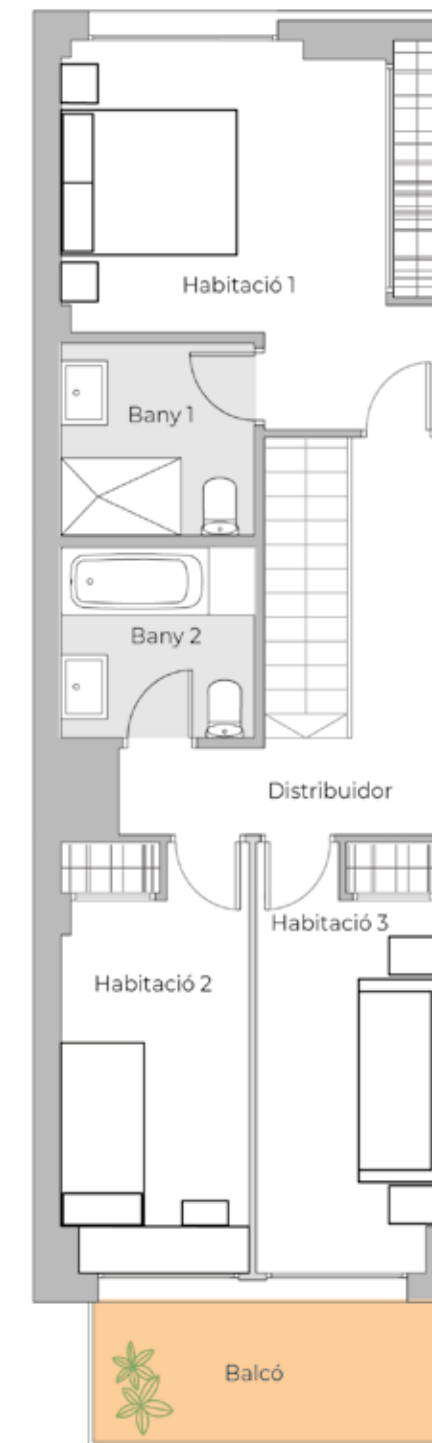 Habitació 1
Bany 1
Bany 2
Distribuidor
Habitació 3
Habitació 2
Balcó